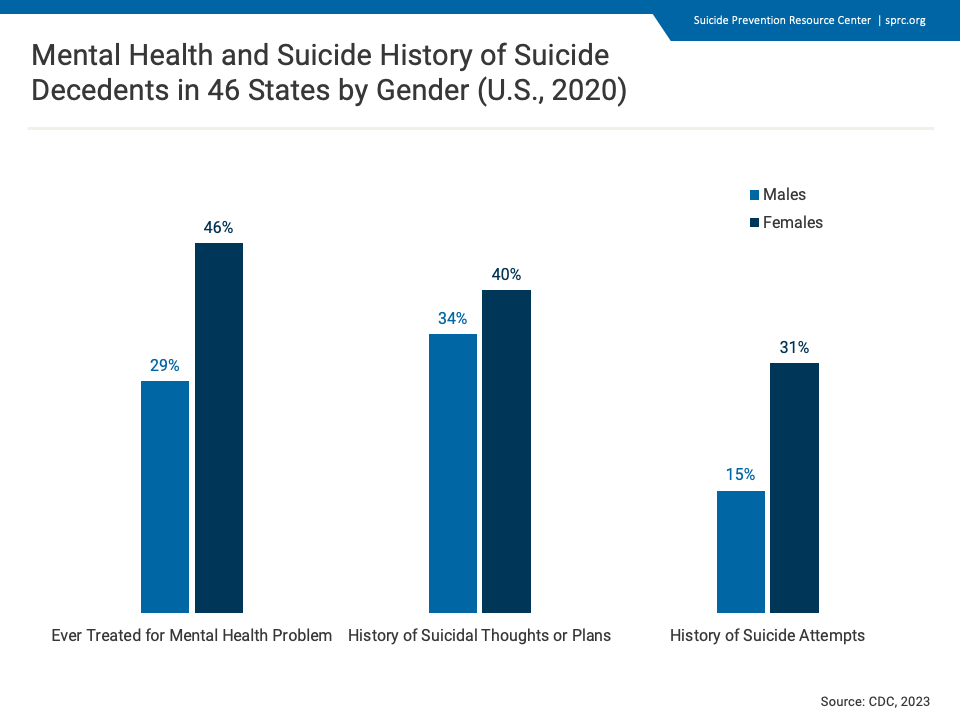 Suicide Prevention Resource Center | sprc.org
Mental Health and Suicide History of Suicide
Decedents in 46 States by Gender (U.S., 2020)
Males
Females
46%
29%
40%
34%
31%
15%
Ever Treated for Mental Health Problem
History of Suicidal Thoughts or Plans
History of Suicide Attempts
Source: CDC, 2023